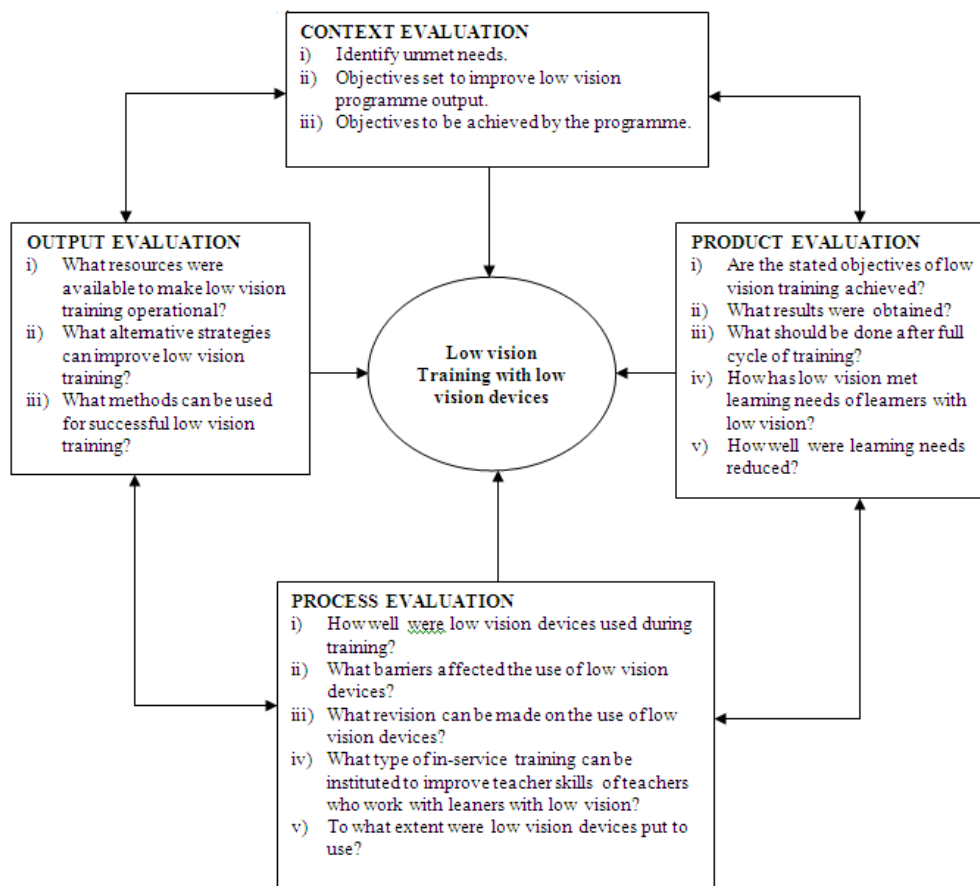 CONTEXT EVALUATION
i) Identify unmet needs.
ii) Objectives set to improve low vision
programme output.
iii) Objectives to be achieved by the programme.
OUTPUT EVALUATION
i) What resources were
available to make low vision
training operational?
ii) What alternative strategies
can improve low vision
training?
iii) What methods can be used
for successful low vision
training?
Low vision
Training with low
vision devices
PRODUCT EVALUATION
i) Are the stated objectives of low
vision training achieved?
ii) What results were obtained?
iii) What should be done after full
cycle of training?
iv) How has low vision met
learning needs of learners with
low vision?
v) How well were learning needs
reduced?
PROCESS EVALUATION
i) How well were low vision devices used during
training?
ii) What barriers affected the use of low vision
devices?
iii) What revision can be made on the use of low
vision devices?
iv) What type of in-service training can be
instituted to improve teacher skills of teachers
who work with leaners with low vision?
v) To what extent were low vision devices put to
use?